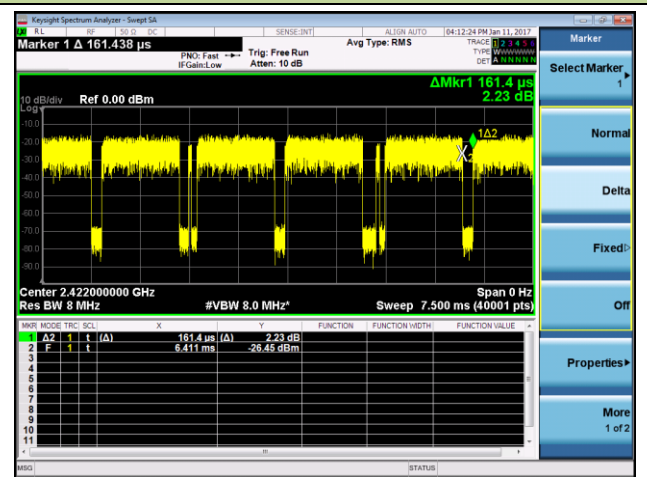 Keysight Spectrum Analyzer - Swept SA
RL RF 50 Ω DC SENSE:INT ALIGN AUTO 04:12:24 PM Jan 11, 2017
Marker 1 Δ 161.438 µs
PNO: Fast Trig: Free Run
IFGain:Low Atten: 10 dB
Avg Type: RMS
TRACE 1 2 3 4 5 6
TYPE WWWWWW
DET A N N N N N
ΔMkr1 161.4 µs
2.23 dB
10 dB/div Ref 0.00 dBm
Log
-10.0
-20.0
-30.0
-40.0
-50.0
-60.0
-70.0
-80.0
-90.0
1Δ2
X2
Center 2.422000000 GHz Span 0 Hz
Res BW 8 MHz #VBW 8.0 MHz* Sweep 7.500 ms (40001 pts)
MKR MODE TRC SCL X Y FUNCTION FUNCTION WIDTH FUNCTION VALUE
1 Δ2 1 t (Δ) 161.4 µs (Δ) 2.23 dB
2 F 1 t 6.411 ms -26.45 dBm
3
4
5
6
7
8
9
10
11
MSG STATUS
Marker
Select Marker
1
Normal
Delta
Fixed
Off
Properties
More
1 of 2